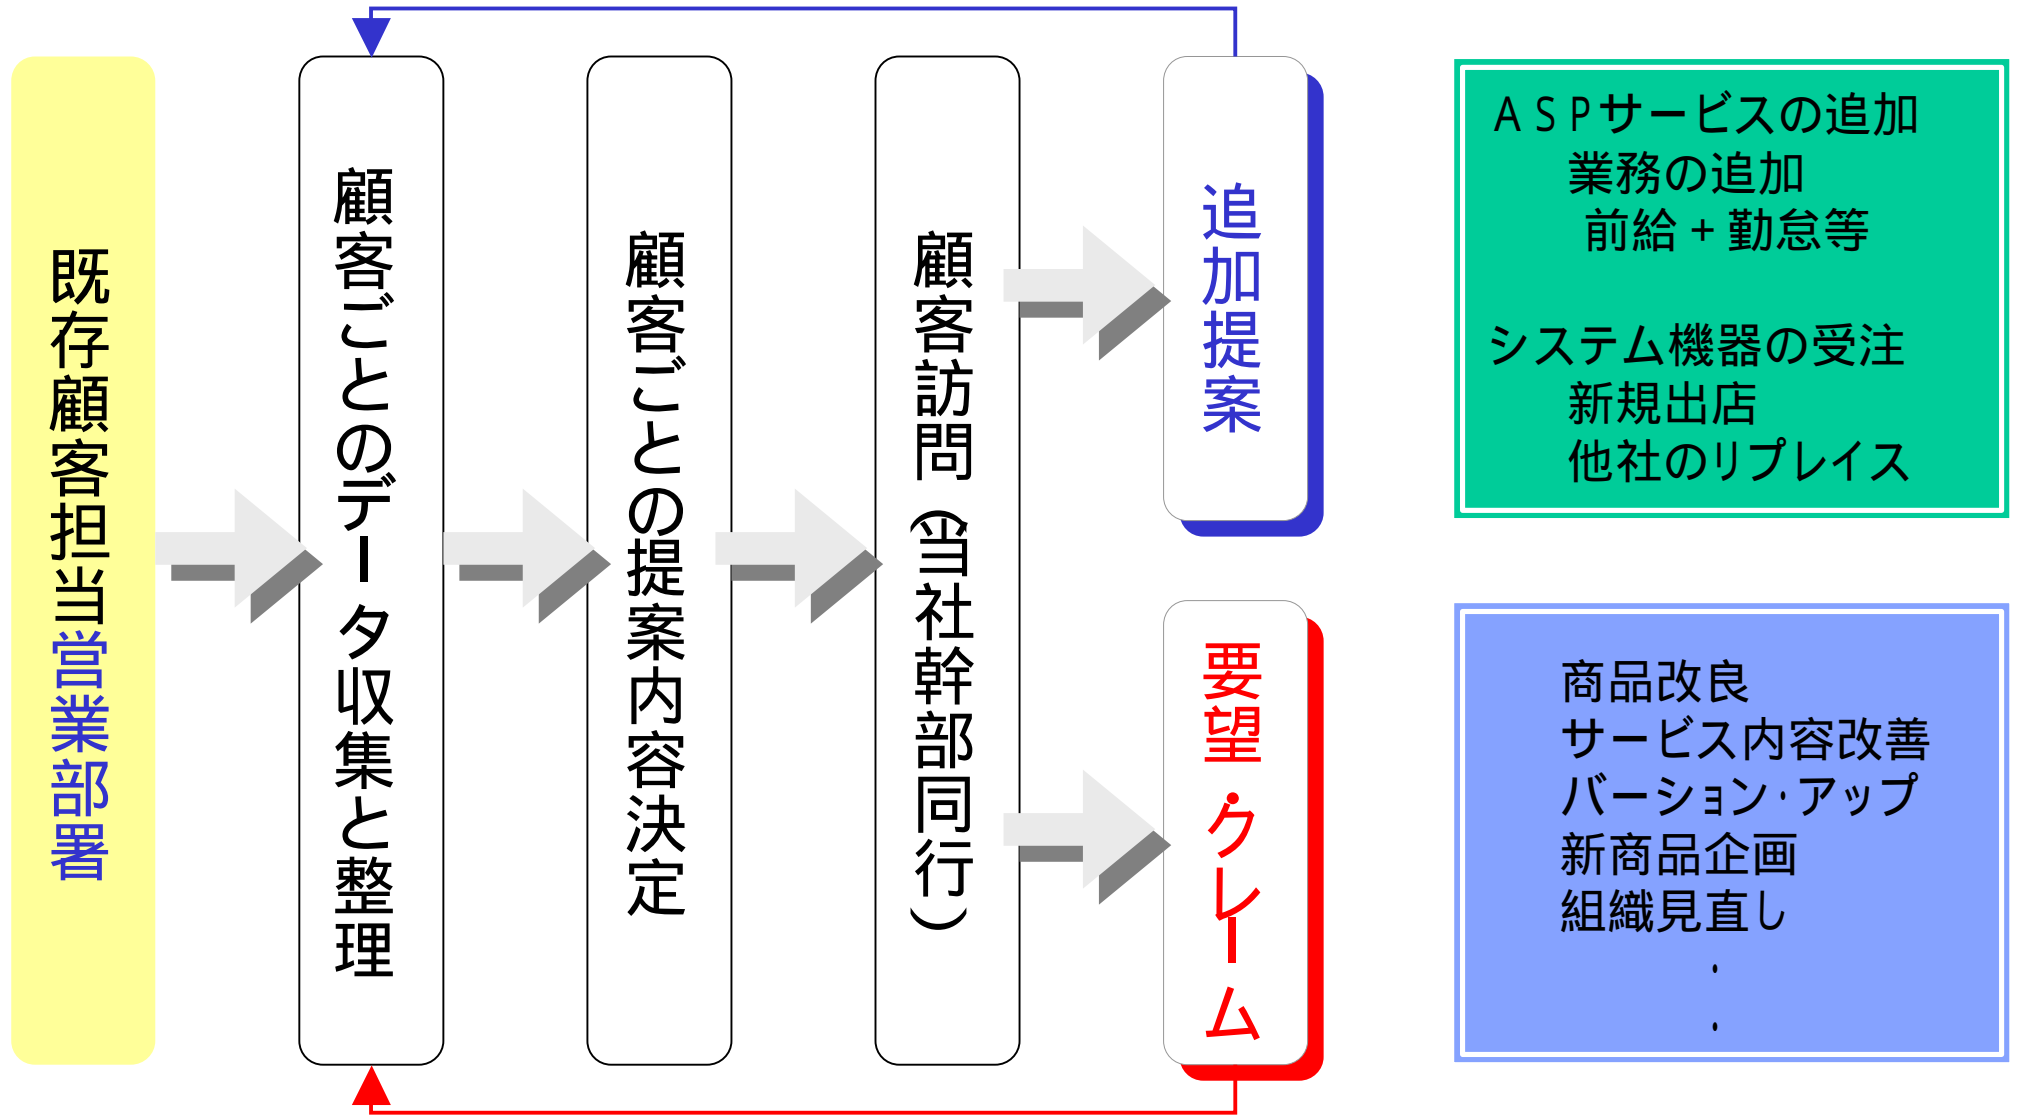 既存顧客担当営業部署
顧客ごとのデータ収集と整理
顧客ごとの提案内容決定
顧客訪問（当社幹部同行）
追加提案
要望・クレーム
ＡＳＰサービスの追加
業務の追加
前給＋勤怠等
システム機器の受注
新規出店
他社のリプレイス
商品改良
サービス内容改善
バージョン・アップ
新商品企画
組織見直し
・
・